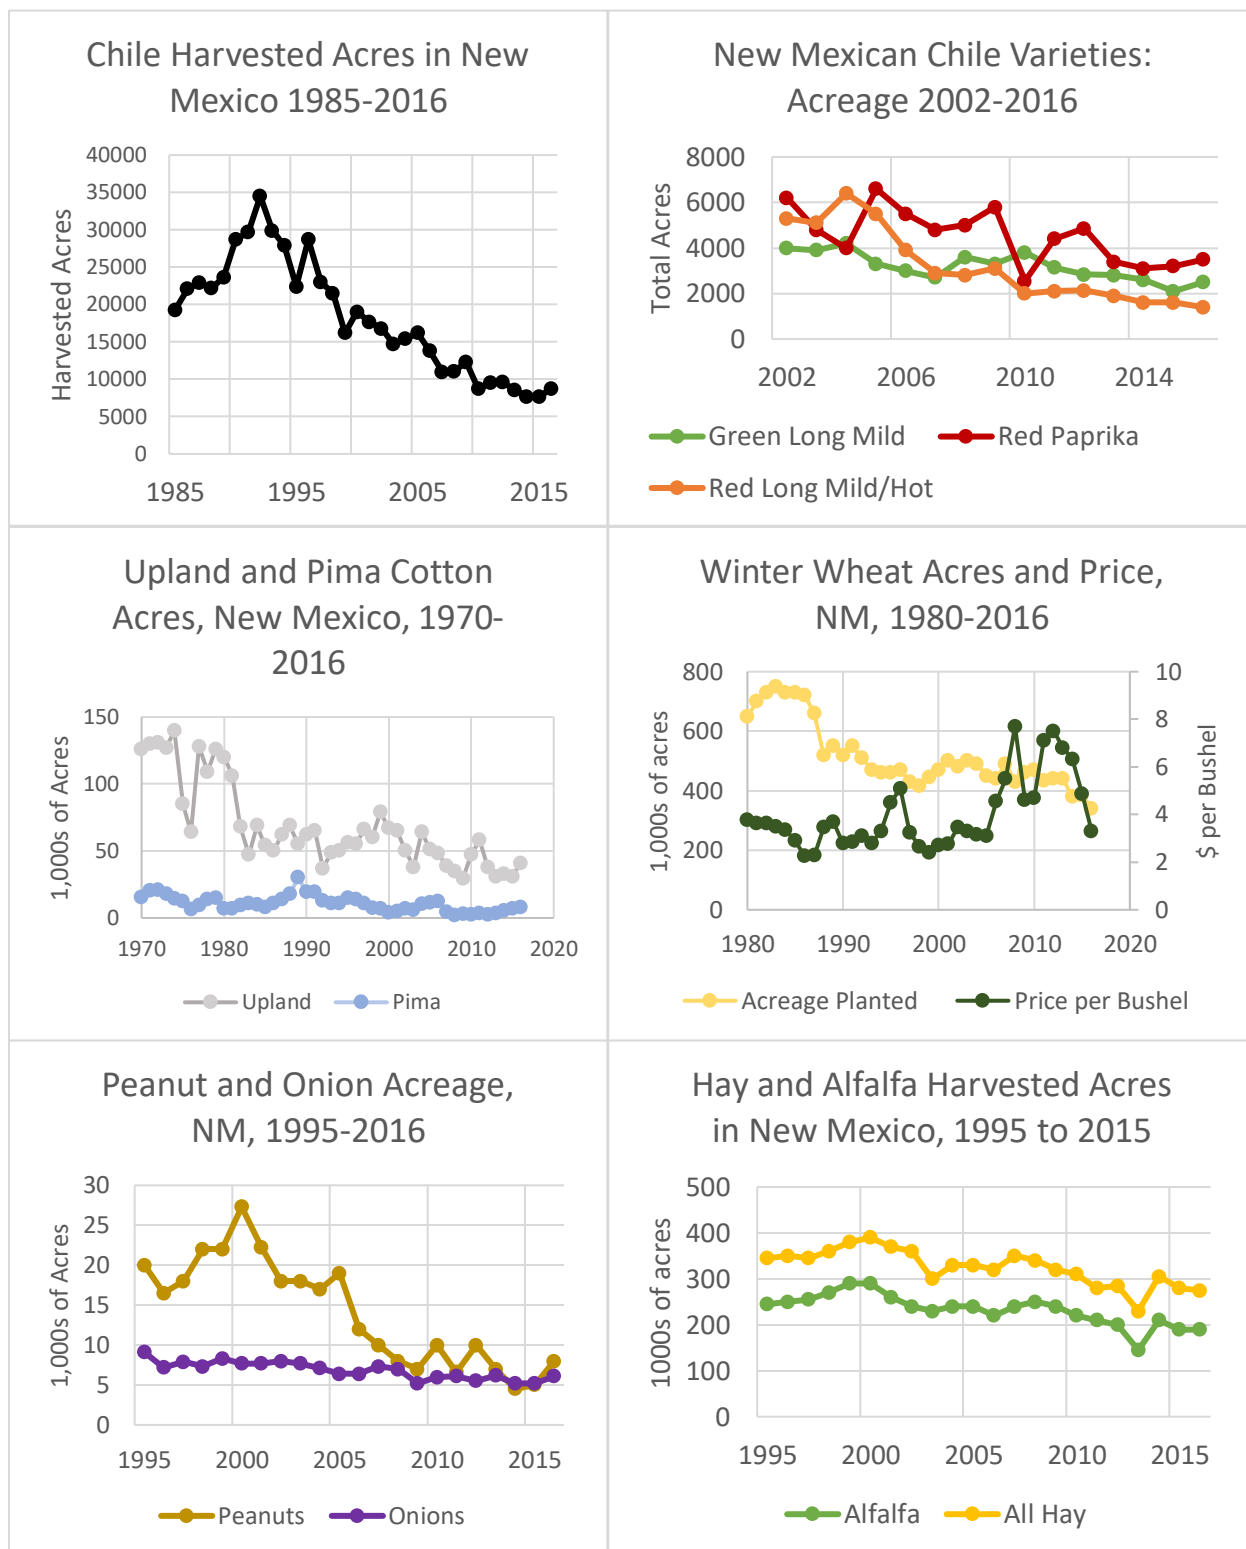 Chile Harvested Acres in New
Mexico 1985-2016
40000
35000
30000
25000
20000
15000
10000
5000
0
Harvested Acres
1985 1995 2005 2015
New Mexican Chile Varieties:
Acreage 2002-2016
8000
6000
4000
2000
0
Total Acres
2002 2006 2010 2014
Green Long Mild Red Paprika
Red Long Mild/Hot
Upland and Pima Cotton
Acres, New Mexico, 1970-
2016
150
100
50
0
1,000s of Acres
1970 1980 1990 2000 2010 2020
Upland Pima
Winter Wheat Acres and Price,
NM, 1980-2016
800
600
400
200
0
1,000s of acres
10
8
6
4
2
0
$ per Bushel
1980 1990 2000 2010 2020
Acreage Planted Price per Bushel
Peanut and Onion Acreage,
NM, 1995-2016
30
25
20
15
10
5
0
1,000s of Acres
1995 2000 2005 2010 2015
Peanuts Onions
Hay and Alfalfa Harvested Acres
in New Mexico, 1995 to 2015
500
400
300
200
100
0
1000s of acres
1995 2000 2005 2010 2015
Alfalfa All Hay